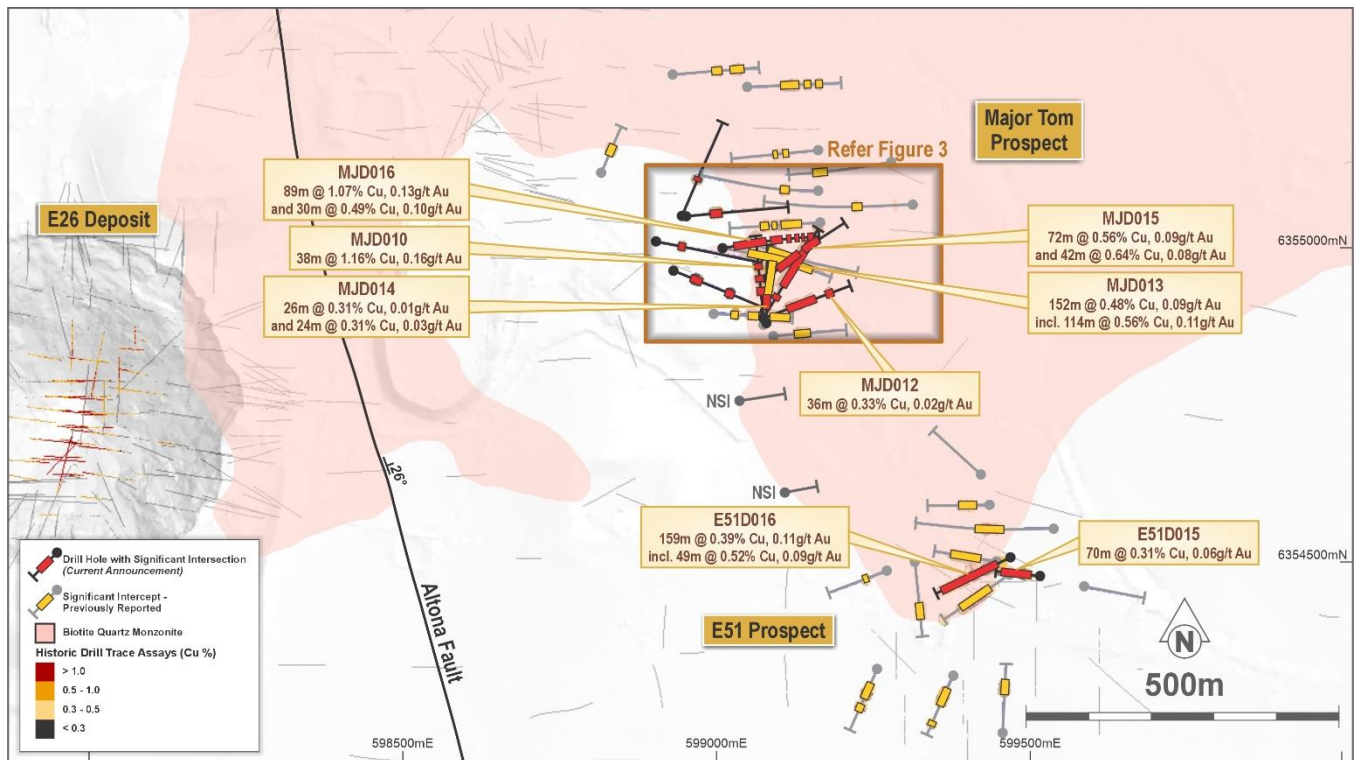 Major Tom
Prospect
Refer Figure 3
MJD016
89m @ 1.07% Cu, 0.13g/t Au
and 30m @ 0.49% Cu, 0.10g/t Au
E26 Deposit
MJD010
38m @ 1.16% Cu, 0.16g/t Au
MJD014
26m @ 0.31% Cu, 0.01g/t Au
and 24m @ 0.31% Cu, 0.03g/t Au
MJD015
72m @ 0.56% Cu, 0.09g/t Au
and 42m @ 0.64% Cu, 0.08g/t Au
6355000mN
MJD013
152m @ 0.48% Cu, 0.09g/t Au
incl. 114m @ 0.56% Cu, 0.11g/t Au
MJD012
36m @ 0.33% Cu, 0.02g/t Au
NSI
26°
NSI
E51D016
159m @ 0.39% Cu, 0.11g/t Au
incl. 49m @ 0.52% Cu, 0.09g/t Au
E51D015
70m @ 0.31% Cu, 0.06g/t Au
6354500mN
Altona Fault
E51 Prospect
Drill Hole with Significant Intersection
(Current Announcement)
Significant Intercept -
Previously Reported
Biotite Quartz Monzonite
Historic Drill Trace Assays (Cu %)
> 1.0
0.5 - 1.0
0.3 - 0.5
< 0.3
N
500m
598500mE
599000mE
599500mE